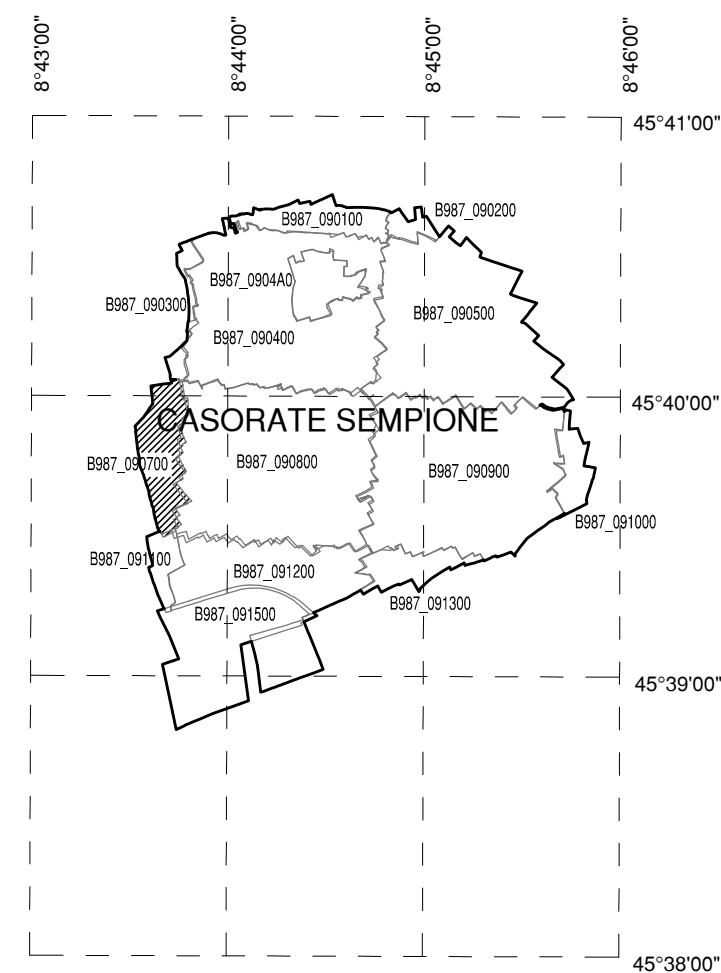 8°43'00"
8°44'00"
8°45'00"
8°46'00"
45°41'00"
B987_090200
B987_090100
B987_0904A0
B987_090300
B987_090500
B987_090400
45°40'00"
CASORATE SEMPIONE
B987_090700
B987_090800
B987_090900
B987_091000
B987_091100
B987_091200
B987_091300
B987_091500
45°39'00"
45°38'00"